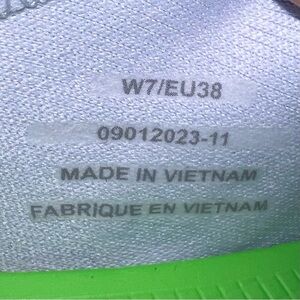 W7/EU38
09012023-11
MADE IN VIETNAM
FABRIQUE EN VIETNAM